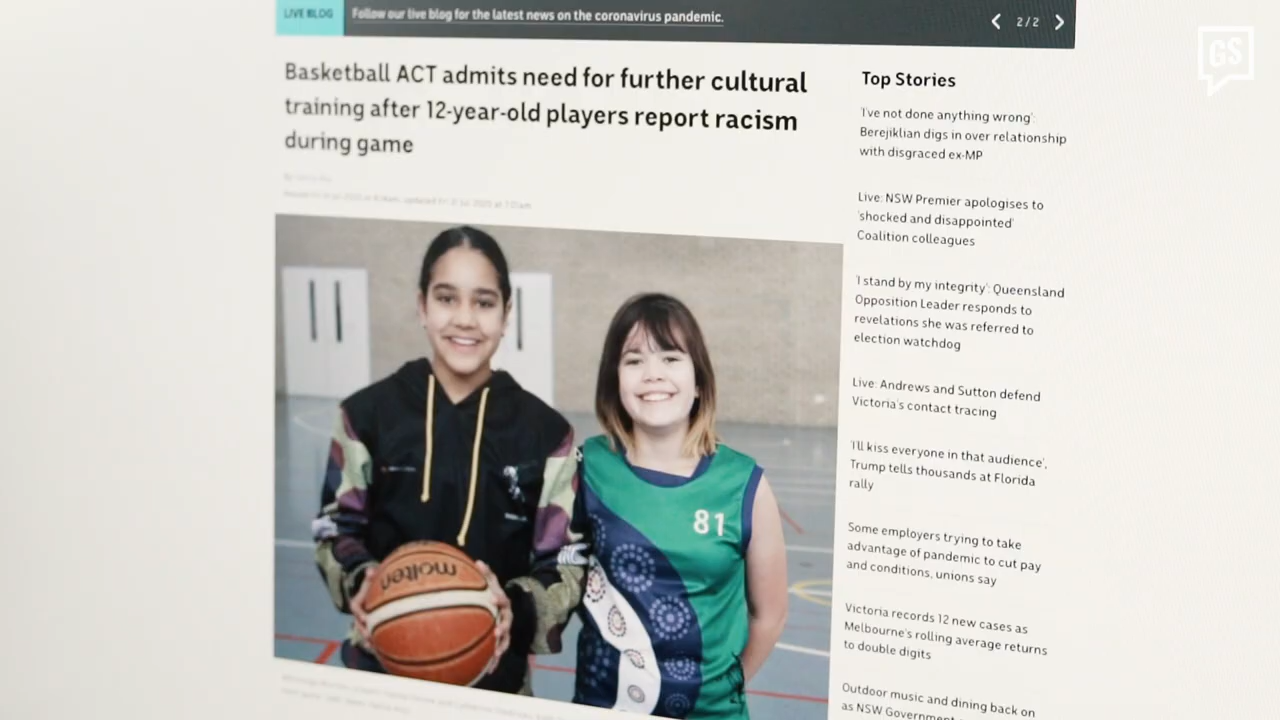 LIVE BLOG
Follow our live blog for the latest news on the coronavirus pandemic.
2/2
GS
Basketball ACT admits need for further cultural
training after 12-year-old players report racism
during game
By
molten
81
Top Stories
'I've not done anything wrong':
Berejiklian digs in over relationship
with disgraced ex-MP
Live: NSW Premier apologises to
'shocked and disappointed'
Coalition colleagues
'I stand by my integrity': Queensland
Opposition Leader responds to
revelations she was referred to
election watchdog
Live: Andrews and Sutton defend
Victoria's contact tracing
'I'll kiss everyone in that audience',
Trump tells thousands at Florida
rally
Some employers trying to take
advantage of pandemic to cut pay
and conditions, unions say
Victoria records 12 new cases as
Melbourne's rolling average returns
to double digits
Outdoor music and dining back on
as NSW Government